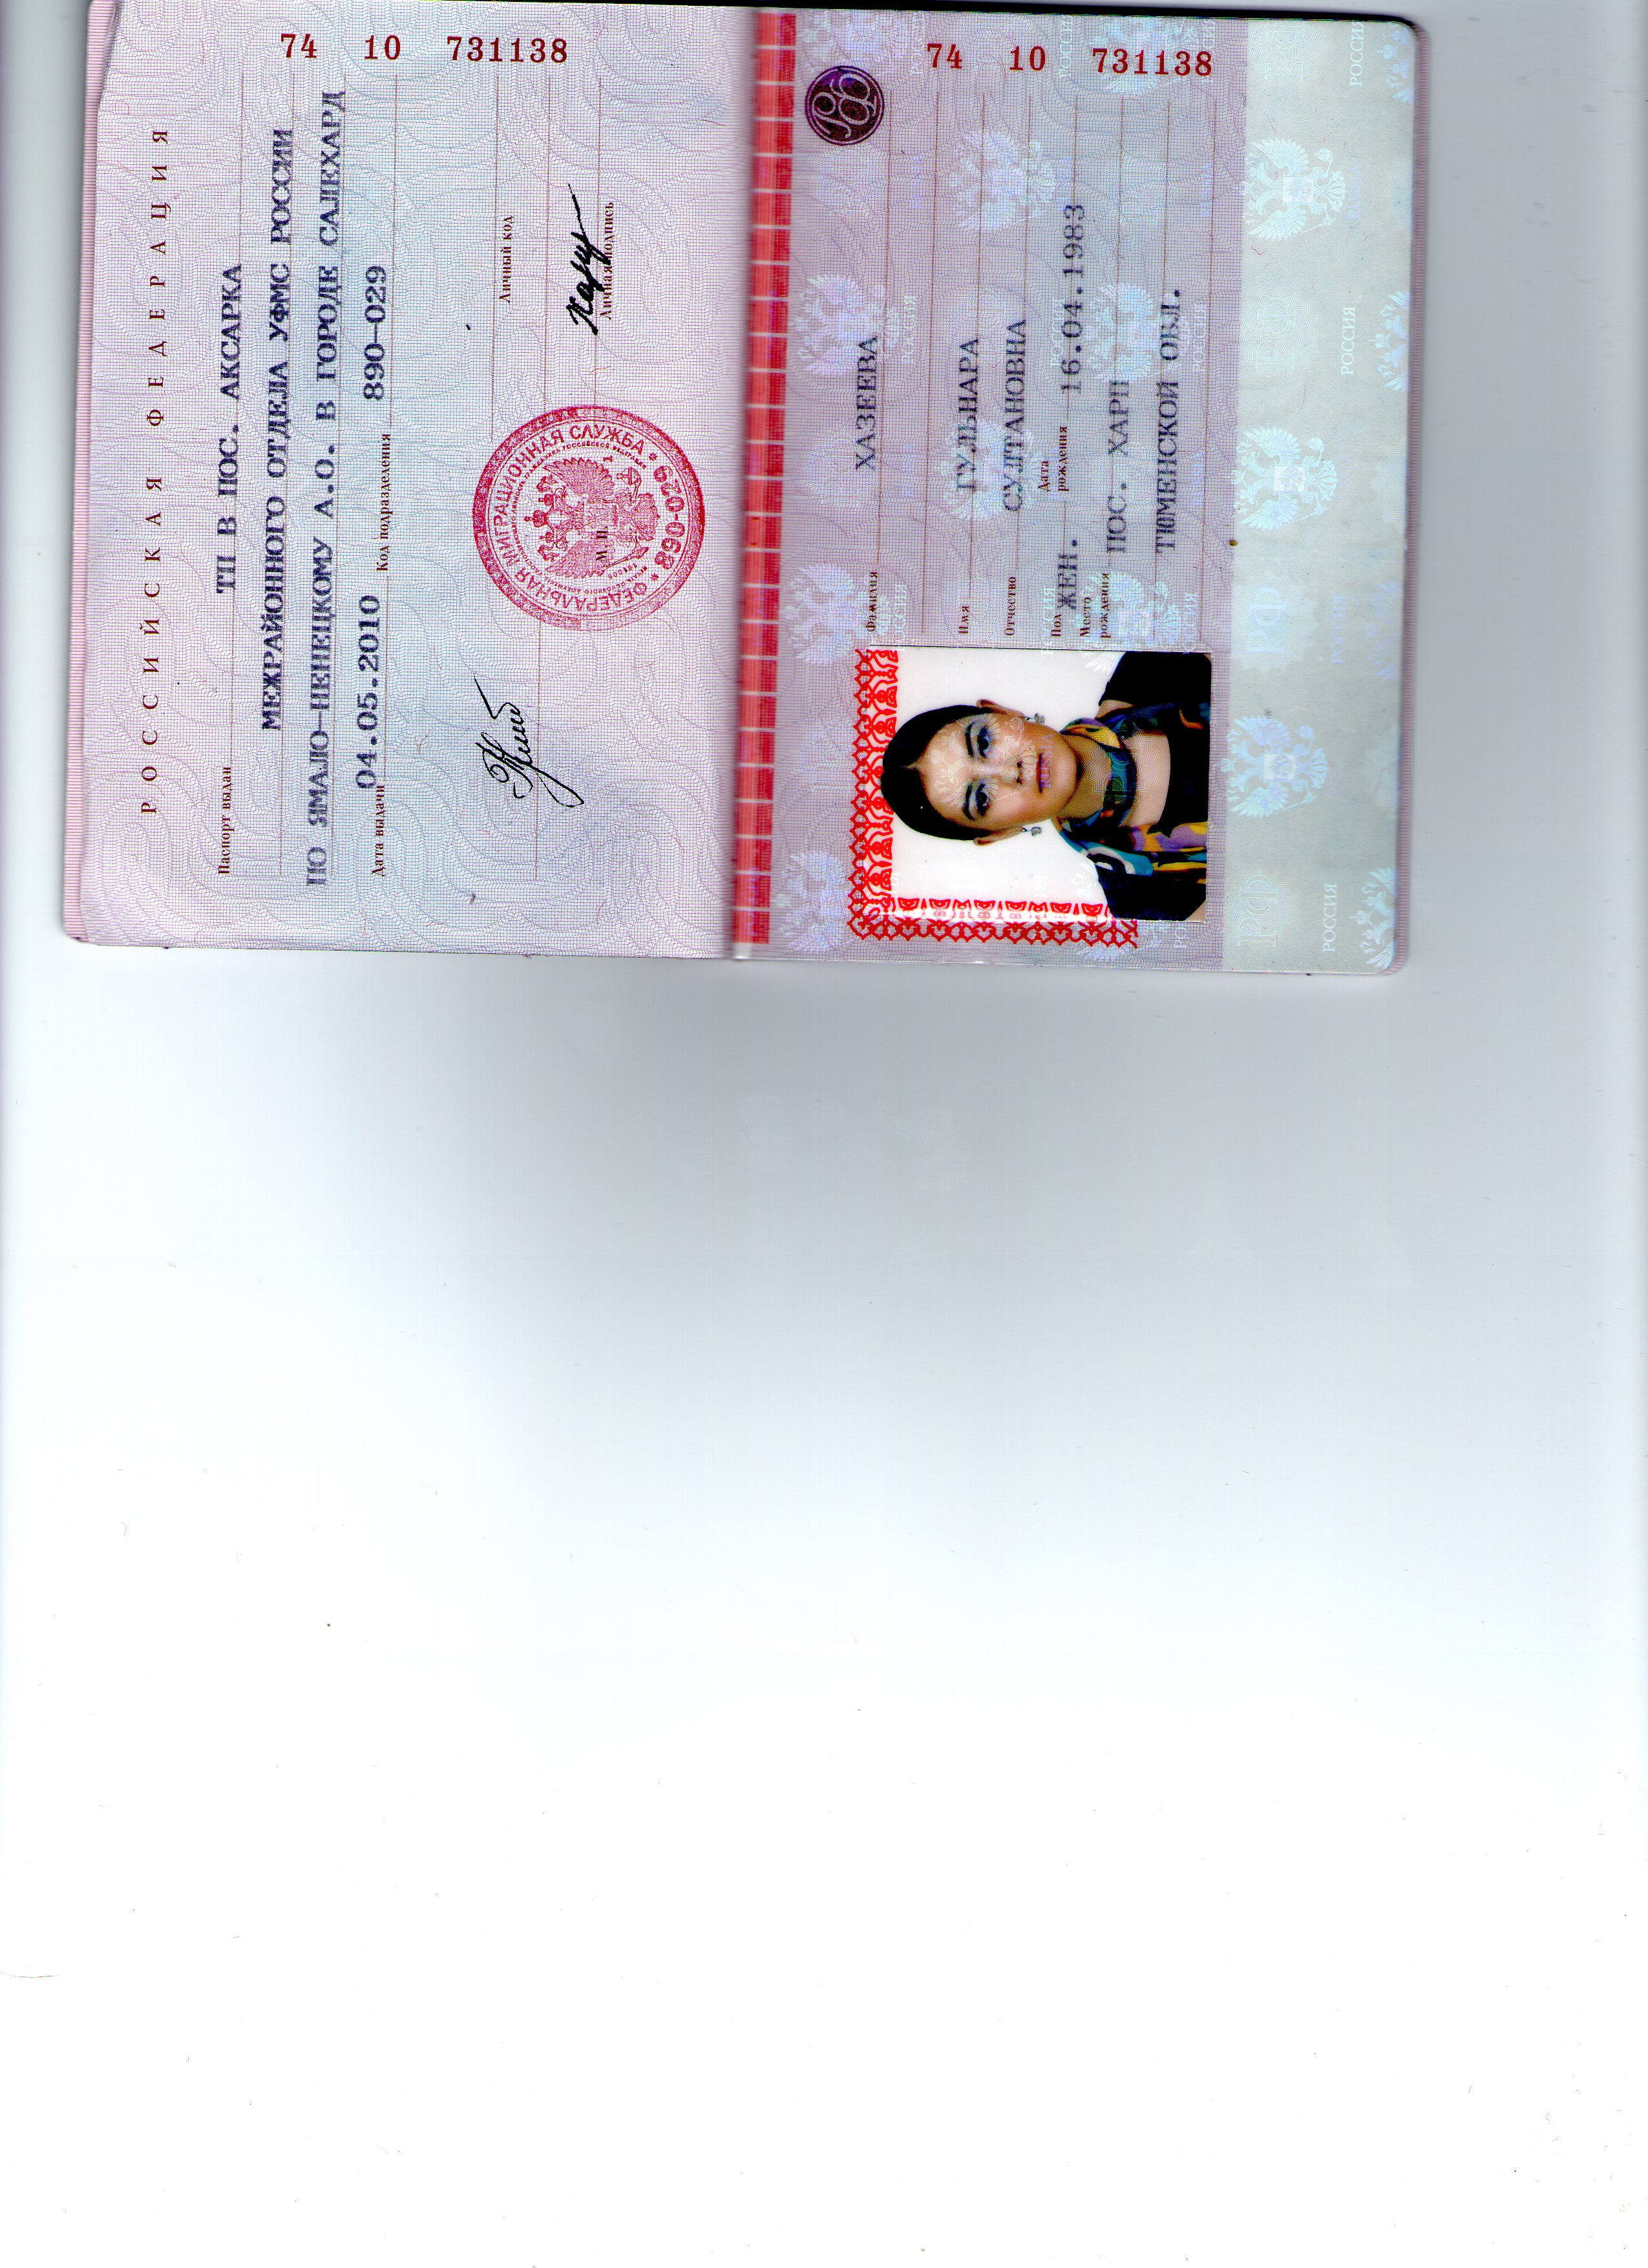 РОССИЙСКАЯ ФЕДЕРАЦИЯ
Паспорт выдан ТП В ПОС. АКСАРКА
МЕЖРАЙОННОГО ОТДЕЛА УФМС РОССИИ
ПО ЯМАЛО-НЕНЕЦКОМУ А.О. В ГОРОДЕ САЛЕХАРД
Дата выдачи 04.05.2010 Код подразделения 890-029
Личный код
Личная подпись
ФЕДЕРАЛЬНАЯ МИГРАЦИОННАЯ СЛУЖБА * 890-029 *
М. П.
74 10 731138
74 10 731138
Фамилия ХАЗЕЕВА
Имя ГУЛЬНАРА
Отчество СУЛТАНОВНА
Пол ЖЕН. Дата рождения 16.04.1983
Место рождения ПОС. ХАРП
ТЮМЕНСКОЙ ОБЛ.
РОССИЯ
РОССИЯ
РОССИЯ
РФ